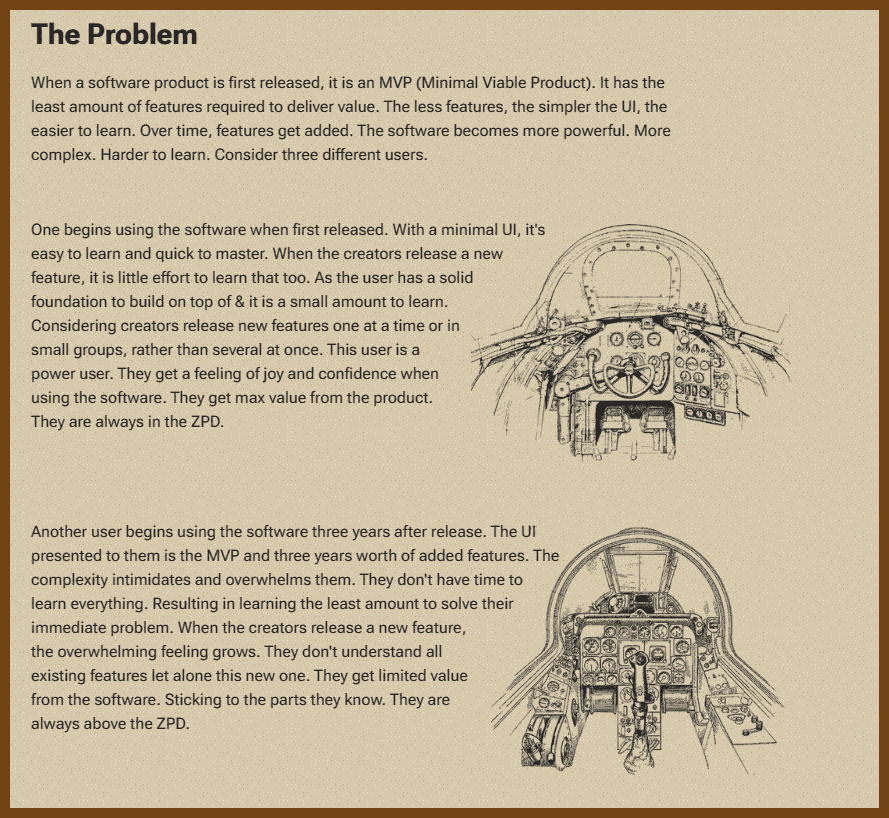 The Problem
When a software product is first released, it is an MVP (Minimal Viable Product). It has the
least amount of features required to deliver value. The less features, the simpler the UI, the
easier to learn. Over time, features get added. The software becomes more powerful. More
complex. Harder to learn. Consider three different users.
One begins using the software when first released. With a minimal UI, it's
easy to learn and quick to master. When the creators release a new
feature, it is little effort to learn that too. As the user has a solid
foundation to build on top of & it is a small amount to learn.
Considering creators release new features one at a time or in
small groups, rather than several at once. This user is a
power user. They get a feeling of joy and confidence when
using the software. They get max value from the product.
They are always in the ZPD.
Another user begins using the software three years after release. The UI
presented to them is the MVP and three years worth of added features. The
complexity intimidates and overwhelms them. They don't have time to
learn everything. Resulting in learning the least amount to solve their
immediate problem. When the creators release a new feature,
the overwhelming feeling grows. They don't understand all
existing features let alone this new one. They get limited value
from the software. Sticking to the parts they know. They are
always above the ZPD.